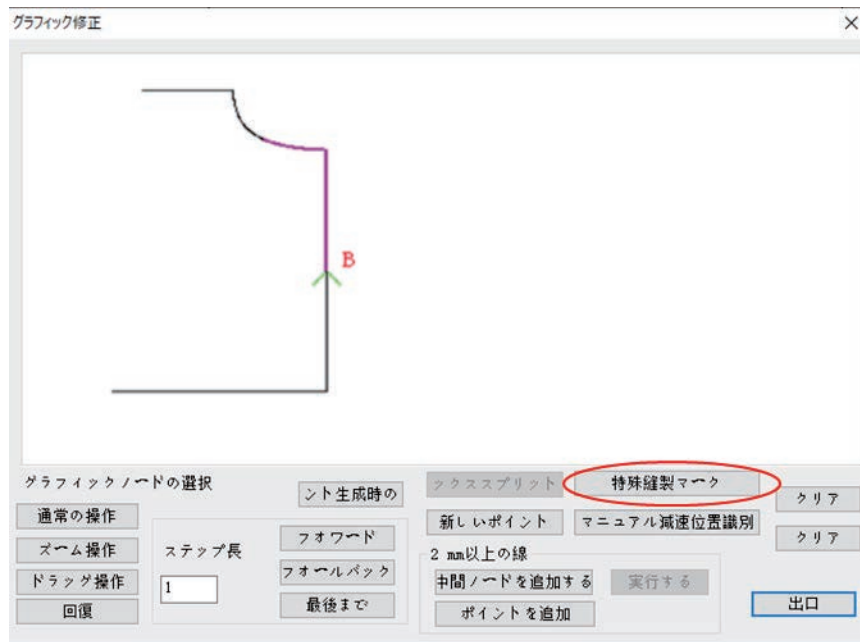 グラフィック修正
B
グラフィックノードの選択
ント生成時の
ックススプリット
特殊縫製マーク
クリア
通常の操作
新しいポイント
マニュアル減速位置識別
クリア
ズーム操作
ステップ長
フオワード
2 mm以上の線
ドラッグ操作
1
フオールバック
中間ノードを追加する
実行する
回復
最後まで
ポイントを追加
出口